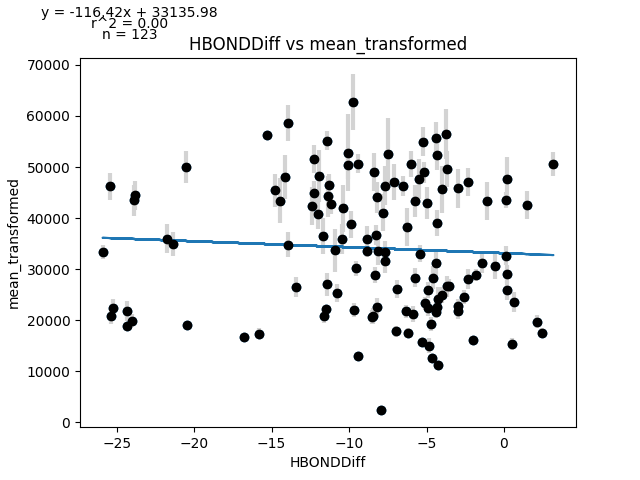 y = -116.42x + 33135.98
r^2 = 0.00
n = 123
HBONDDiff vs mean_transformed
70000
60000
50000
40000
30000
20000
10000
0
mean_transformed
−25
−20
−15
−10
−5
0
HBONDDiff